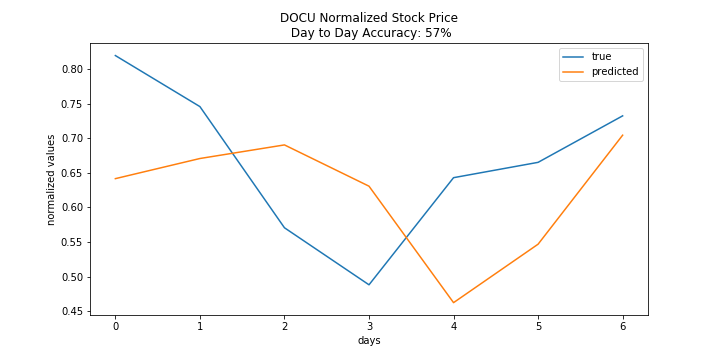 DOCU Normalized Stock Price
Day to Day Accuracy: 57%
true
predicted
normalized values
0.80
0.75
0.70
0.65
0.60
0.55
0.50
0.45
0 1 2 3 4 5 6
days